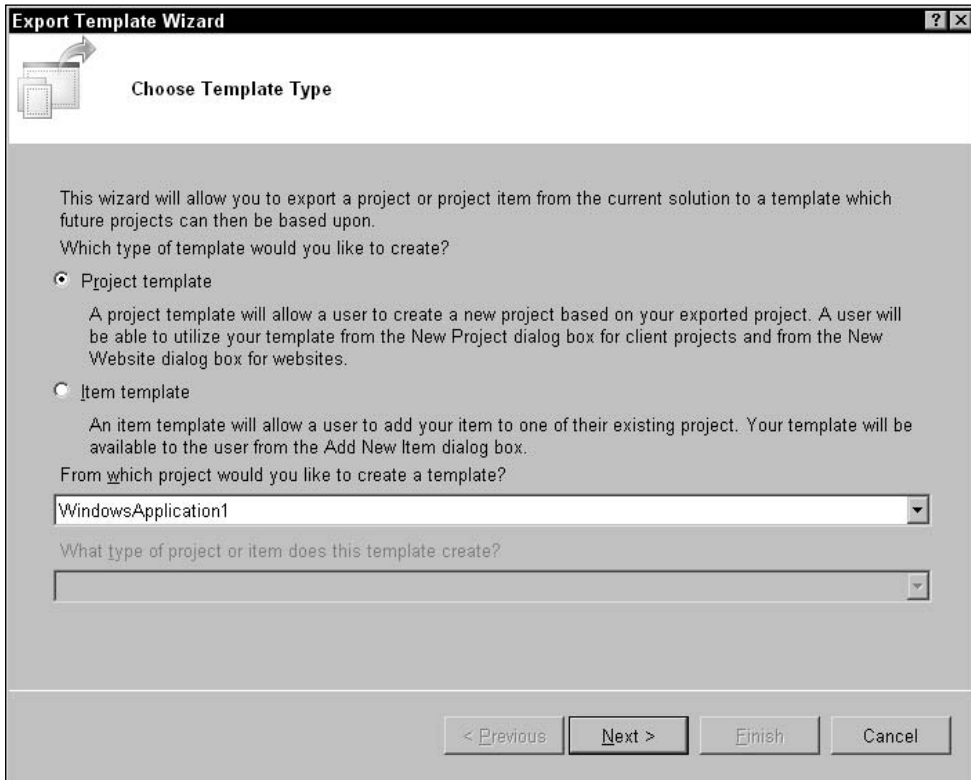 Export Template Wizard
? X
Choose Template Type
This wizard will allow you to export a project or project item from the current solution to a template which
future projects can then be based upon.
Which type of template would you like to create?
Project template
A project template will allow a user to create a new project based on your exported project. A user will
be able to utilize your template from the New Project dialog box for client projects and from the New
Website dialog box for websites.
Item template
An item template will allow a user to add your item to one of their existing project. Your template will be
available to the user from the Add New Item dialog box.
From which project would you like to create a template?
WindowsApplication1
What type of project or item does this template create?
< Previous Next > Finish Cancel